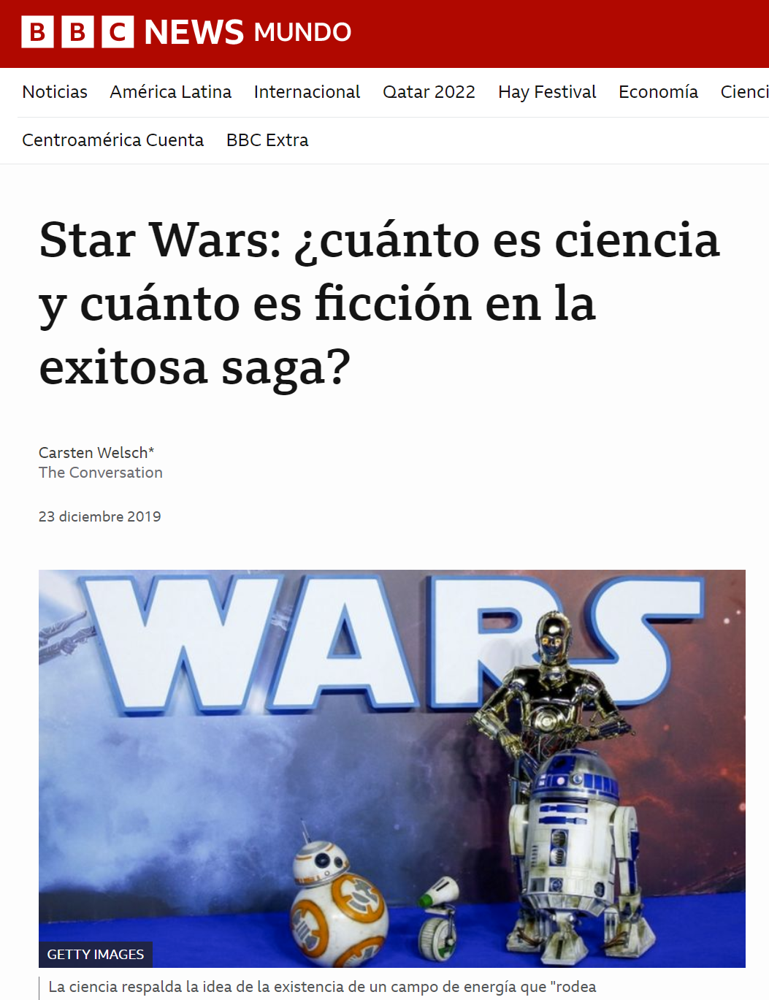 BBC NEWS MUNDO
Noticias América Latina Internacional Qatar 2022 Hay Festival Economía Cienci
Centroamérica Cuenta BBC Extra
Star Wars: ¿cuánto es ciencia
y cuánto es ficción en la
exitosa saga?
Carsten Welsch*
The Conversation
23 diciembre 2019
WARS
GETTY IMAGES
La ciencia respalda la idea de la existencia de un campo de energía que "rodea